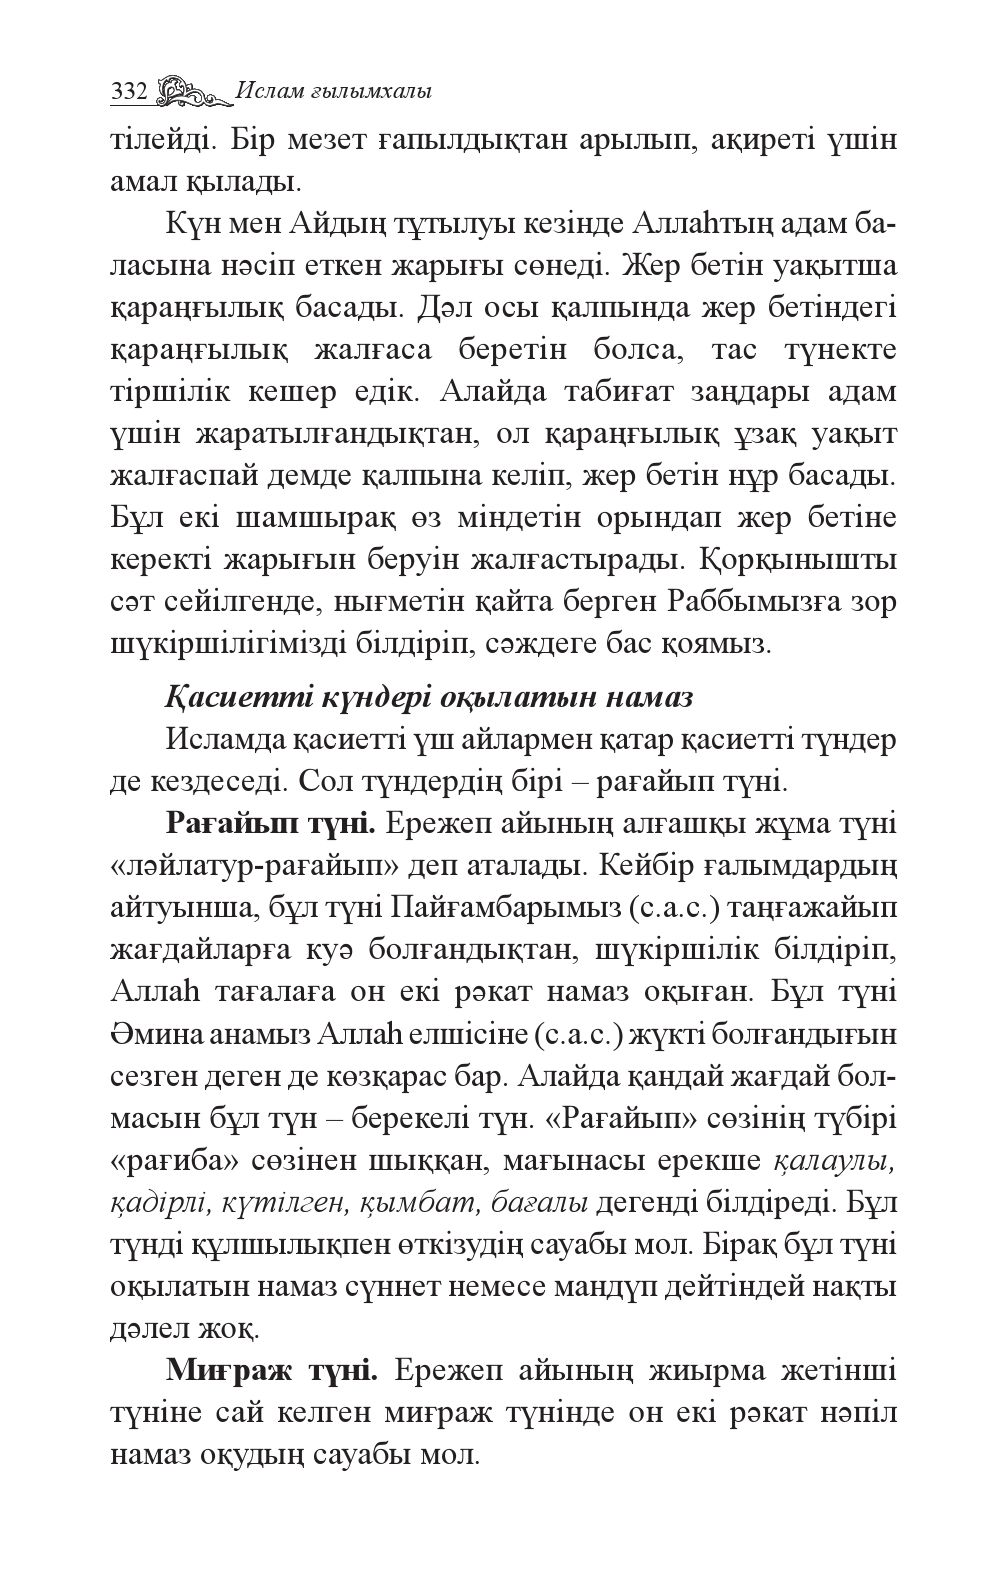 332 Ислам ғылымхалы
тілейді. Бір мезет ғапылдықтан арылып, ақиреті үшін
амал қылады.
Күн мен Айдың тұтылуы кезінде Аллаһтың адам ба-
ласына нәсіп еткен жарығы сөнеді. Жер бетін уақытша
қараңғылық басады. Дәл осы қалпында жер бетіндегі
қараңғылық жалғаса беретін болса, тас түнекте
тіршілік кешер едік. Алайда табиғат заңдары адам
үшін жаратылғандықтан, ол қараңғылық ұзақ уақыт
жалғаспай демде қалпына келіп, жер бетін нұр басады.
Бұл екі шамшырақ өз міндетін орындап жер бетіне
керекті жарығын беруін жалғастырады. Қорқынышты
сәт сейілгенде, нығметін қайта берген Раббымызға зор
шүкіршілігімізді білдіріп, сәждеге бас қоямыз.
Қасиетті күндері оқылатын намаз
Исламда қасиетті үш айлармен қатар қасиетті түндер
де кездеседі. Сол түндердің бірі – рағайып түні.
Рағайып түні. Ережеп айының алғашқы жұма түні
«ләйлатур-рағайып» деп аталады. Кейбір ғалымдардың
айтуынша, бұл түні Пайғамбарымыз (с.а.с.) таңғажайып
жағдайларға куә болғандықтан, шүкіршілік білдіріп,
Аллаһ тағалаға он екі рәкат намаз оқыған. Бұл түні
Әмина анамыз Аллаһ елшісіне (с.а.с.) жүкті болғандығын
сезген деген де көзқарас бар. Алайда қандай жағдай бол-
масын бұл түн – берекелі түн. «Рағайып» сөзінің түбірі
«рағиба» сөзінен шыққан, мағынасы ерекше қалаулы,
қадірлі, күтілген, қымбат, бағалы дегенді білдіреді. Бұл
түнді құлшылықпен өткізудің сауабы мол. Бірақ бұл түні
оқылатын намаз сүннет немесе мандүп дейтіндей нақты
дәлел жоқ.
Миғраж түні. Ережеп айының жиырма жетінші
түніне сай келген миғраж түнінде он екі рәкат нәпіл
намаз оқудың сауабы мол.